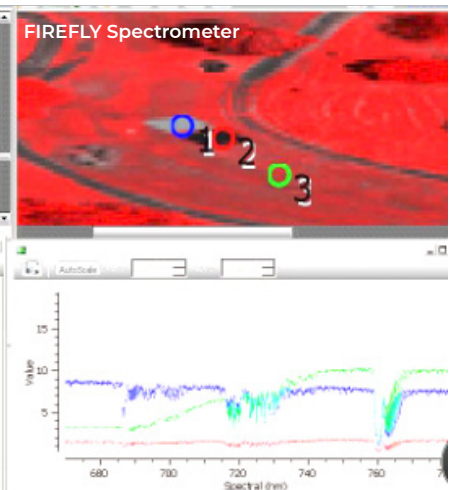 FIREFLY Spectrometer
1
2
3
AutoScale
15
10
5
Value
680 700 720 740 760
Spectral (nm)